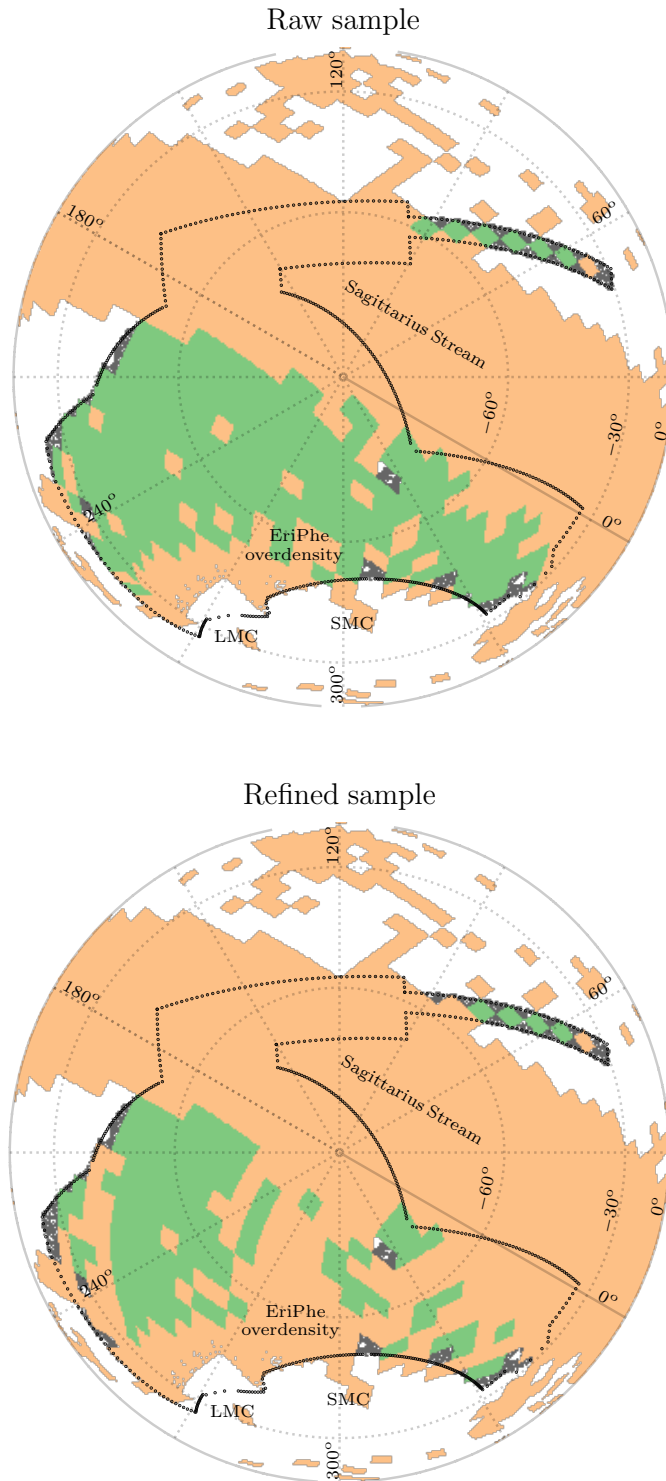 Raw sample
120°
180°
60°
Sagittarius Stream
−60°
−30°
0°
240°
0°
EriPhe
overdensity
LMC
SMC
300°
Refined sample
120°
180°
60°
Sagittarius Stream
−60°
−30°
0°
240°
0°
EriPhe
overdensity
LMC
SMC
300°